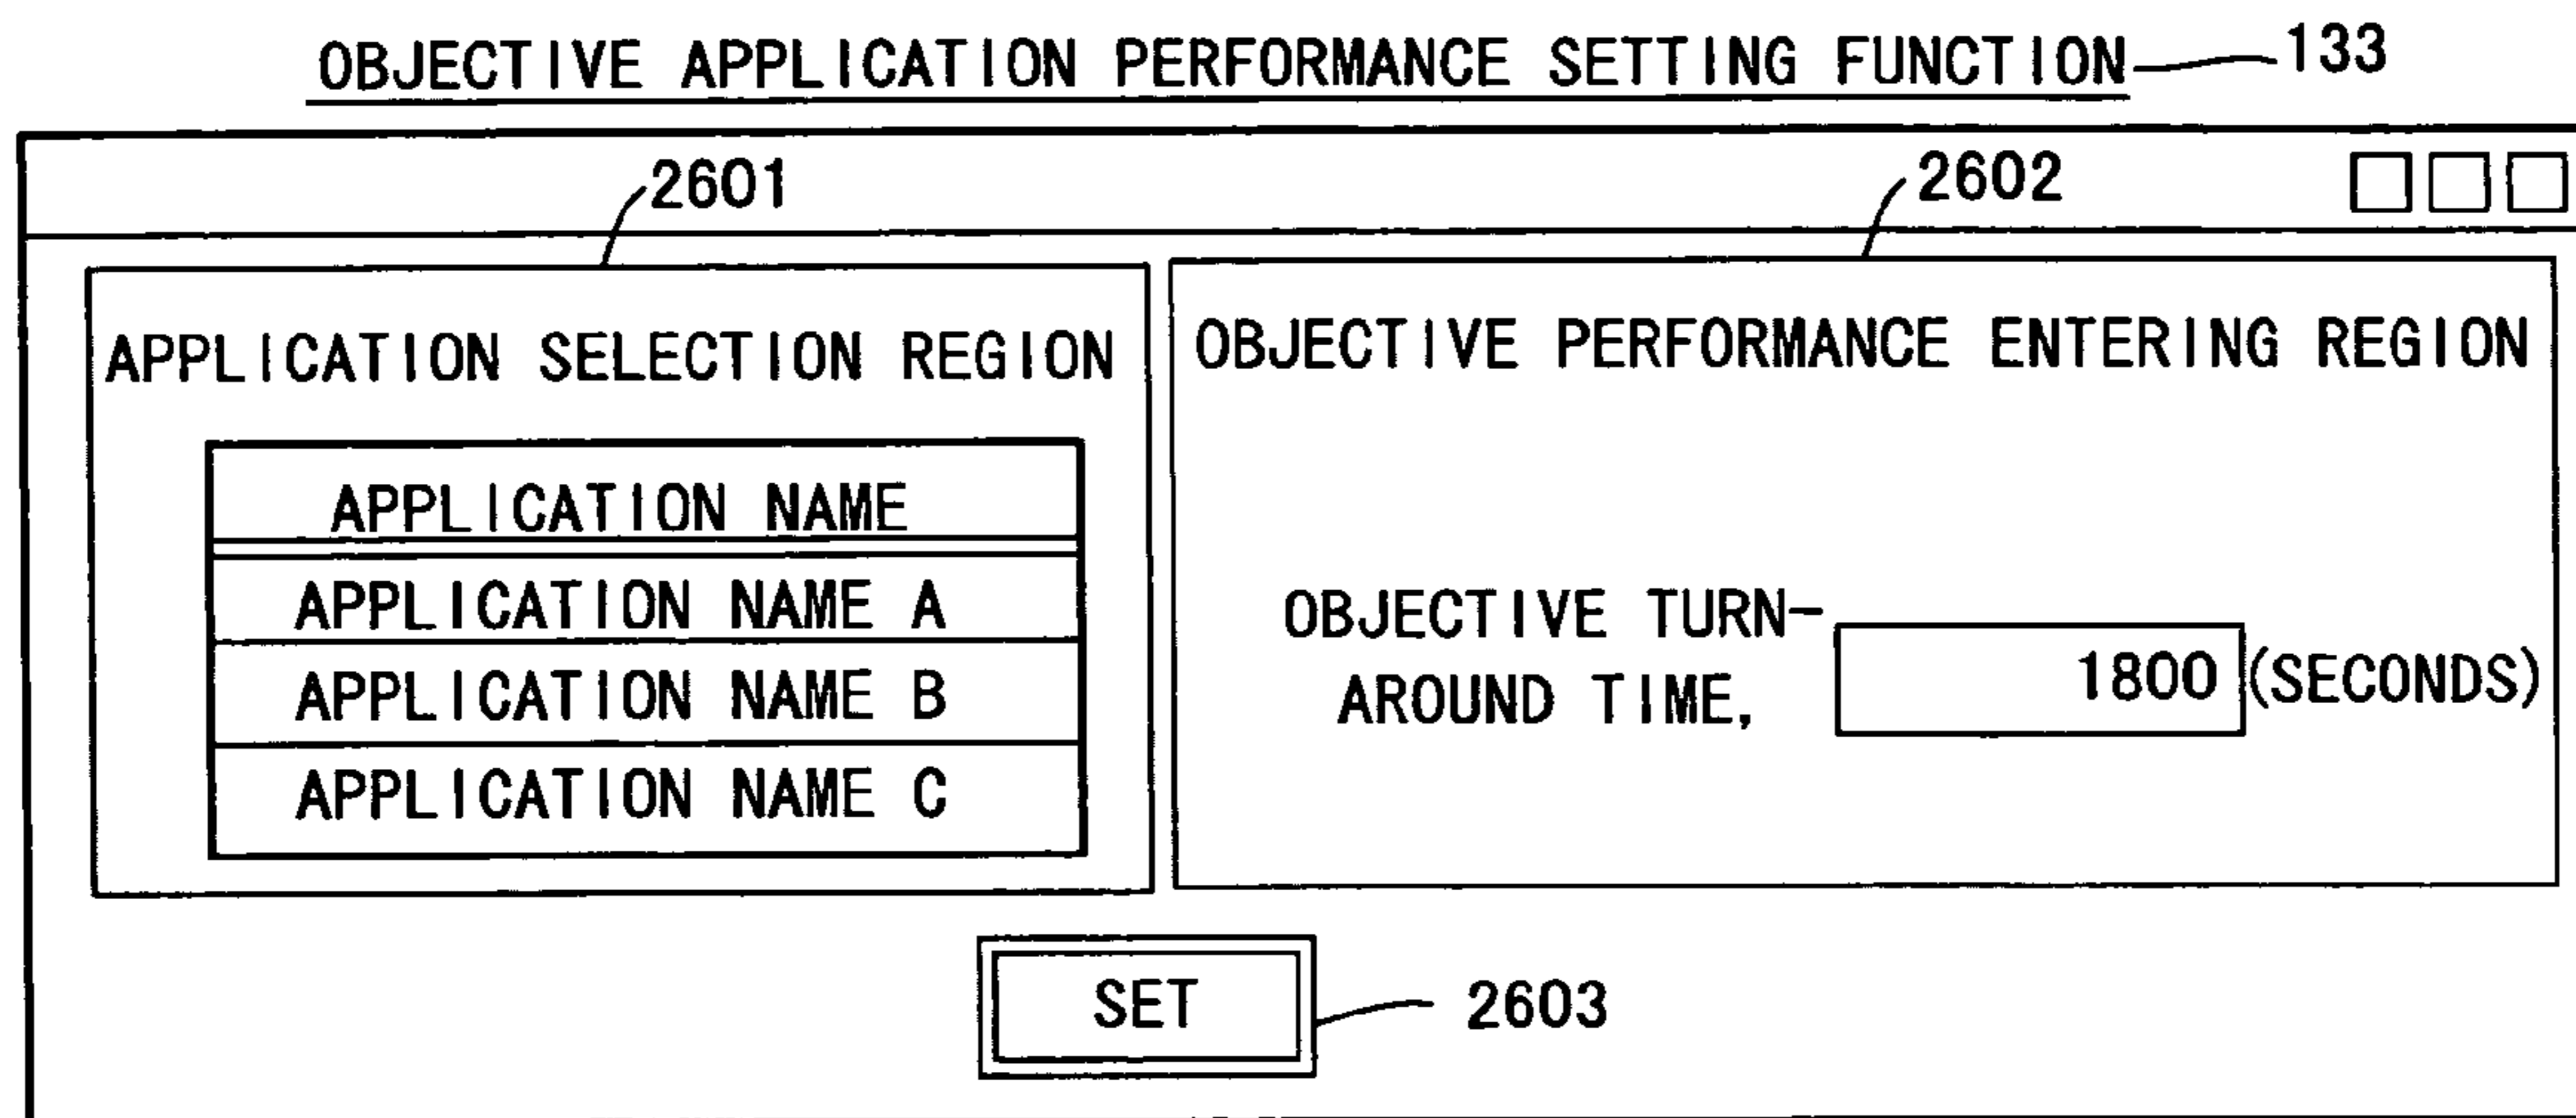 OBJECTIVE APPLICATION PERFORMANCE SETTING FUNCTION 133
2601
2602
APPLICATION SELECTION REGION
APPLICATION NAME
APPLICATION NAME A
APPLICATION NAME B
APPLICATION NAME C
OBJECTIVE PERFORMANCE ENTERING REGION
OBJECTIVE TURN-
AROUND TIME, 1800 (SECONDS)
SET 2603